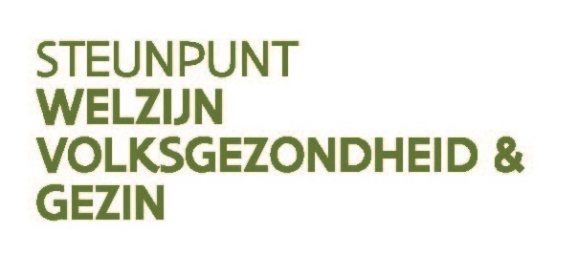 STEUNPUNT
WELZIJN
VOLKSGEZONDHEID &
GEZIN